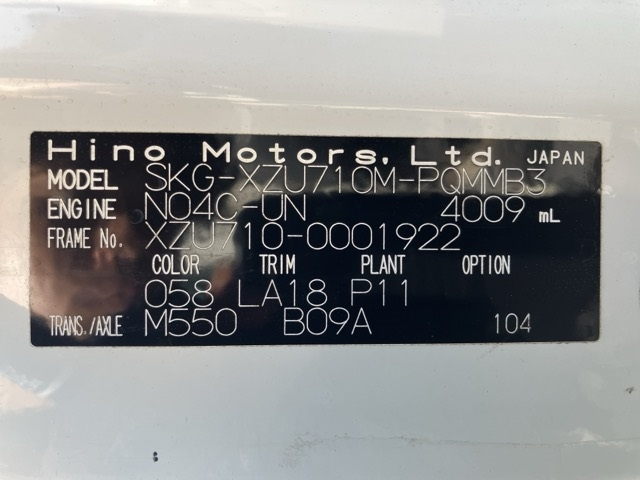 Hino Motors, Ltd. JAPAN
MODEL SKG-XZU710M-PQMMB3
ENGINE N04C-UN 4009 mL
FRAME No. XZU710-0001922
COLOR TRIM PLANT OPTION
058 LA18 P11
TRANS./AXLE M550 B09A 104